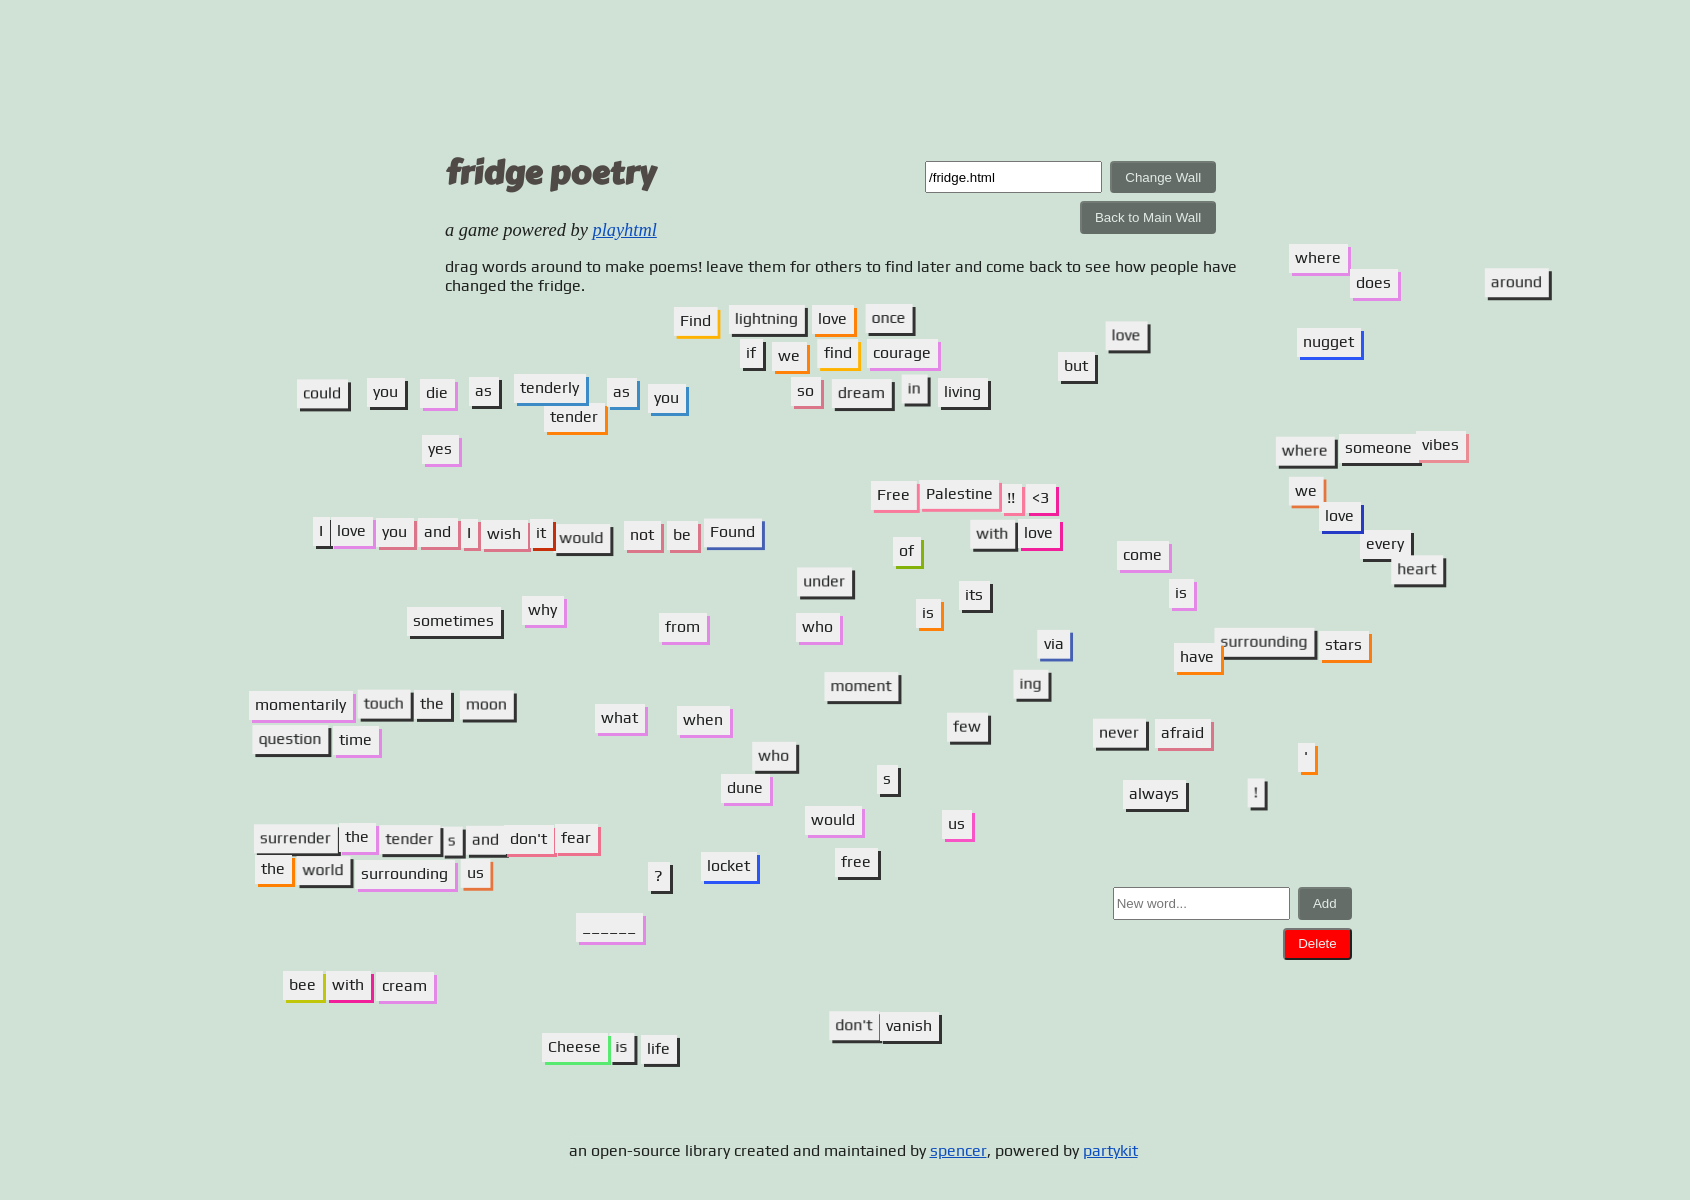 fridge poetry
/fridge.html
Change Wall
Back to Main Wall
a game powered by playhtml
drag words around to make poems! leave them for others to find later and come back to see how people have
changed the fridge.
where
does
around
Find lightning love once
love
nugget
if we find courage
but
could you die as tenderly as you
so dream in living
tender
yes
where someone vibes
Free Palestine !! <3
we
love
I love you and I wish it would not be Found
with love
every
of
come
heart
under
its
is
sometimes why
from
who
is
via
surrounding stars
have
moment
ing
momentarily touch the moon
what
when
few
never afraid
question time
who
'
dune
s
always
!
would
us
surrender the tender s and don't fear
the world surrounding us
?
locket
free
New word...
Add
______
Delete
bee with cream
don't vanish
Cheese is life
an open-source library created and maintained by spencer, powered by partykit